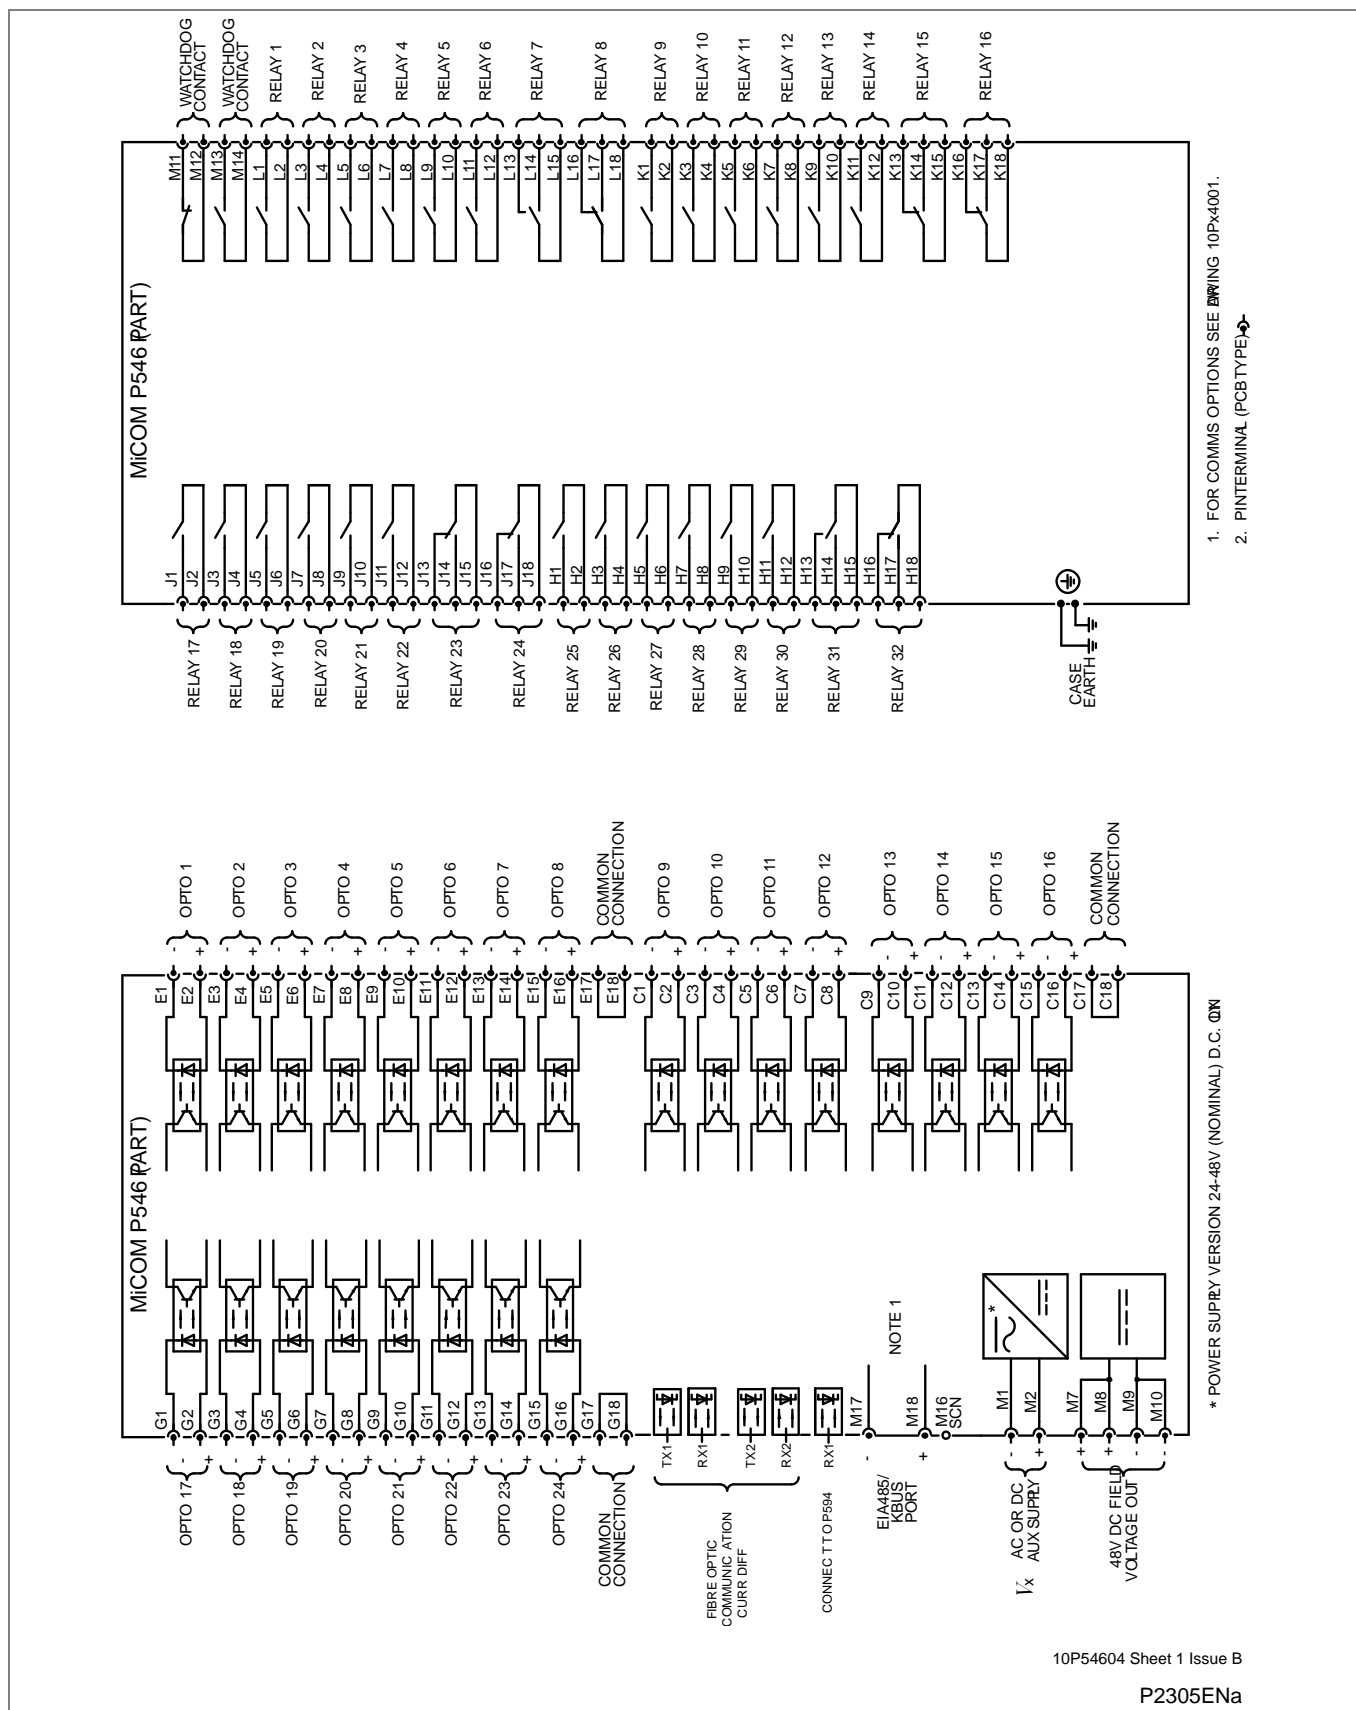 WATCHDOG
CONTACT
WATCHDOG
CONTACT
RELAY 1
RELAY 2
RELAY 3
RELAY 4
RELAY 5
RELAY 6
RELAY 7
RELAY 8
RELAY 9
RELAY 10
RELAY 11
RELAY 12
RELAY 13
RELAY 14
RELAY 15
RELAY 16
M11
M12
M13
M14
L1
L2
L3
L4
L5
L6
L7
L8
L9
L10
L11
L12
L13
L14
L15
L16
L17
L18
K1
K2
K3
K4
K5
K6
K7
K8
K9
K10
K11
K12
K13
K14
K15
K16
K17
K18
MiCOM P546 (PART)
J1
J2
J3
J4
J5
J6
J7
J8
J9
J10
J11
J12
J13
J14
J15
J16
J17
J18
H1
H2
H3
H4
H5
H6
H7
H8
H9
H10
H11
H12
H13
H14
H15
H16
H17
H18
RELAY 17
RELAY 18
RELAY 19
RELAY 20
RELAY 21
RELAY 22
RELAY 23
RELAY 24
RELAY 25
RELAY 26
RELAY 27
RELAY 28
RELAY 29
RELAY 30
RELAY 31
RELAY 32
CASE
EARTH
1. FOR COMMS OPTIONS SEE DRAWING 10Px4001.
2. PIN TERMINAL (PCB TYPE)
OPTO 1
OPTO 2
OPTO 3
OPTO 4
OPTO 5
OPTO 6
OPTO 7
OPTO 8
COMMON
CONNECTION
OPTO 9
OPTO 10
OPTO 11
OPTO 12
OPTO 13
OPTO 14
OPTO 15
OPTO 16
COMMON
CONNECTION
- + - + - + - + - + - + - + - + - + - + - + - + - + - + - + - +
E1
E2
E3
E4
E5
E6
E7
E8
E9
E10
E11
E12
E13
E14
E15
E16
E17
E18
C1
C2
C3
C4
C5
C6
C7
C8
C9
C10
C11
C12
C13
C14
C15
C16
C17
C18
MiCOM P546 (PART)
G1
G2
G3
G4
G5
G6
G7
G8
G9
G10
G11
G12
G13
G14
G15
G16
G17
G18
- + - + - + - + - + - + - + - +
OPTO 17
OPTO 18
OPTO 19
OPTO 20
OPTO 21
OPTO 22
OPTO 23
OPTO 24
COMMON
CONNECTION
TX1
RX1
TX2
RX2
FIBRE OPTIC
COMMUNICATION
CURR DIFF
RX1
CONNECT TO P594
NOTE 1
M17
M18
M16
SCN
- +
EIA485/
KBUS
PORT
*
M1
M2
- +
Vx
AC OR DC
AUX SUPPLY
M7
M8
M9
M10
+ + - -
48V DC FIELD
VOLTAGE OUT
* POWER SUPPLY VERSION 24-48V (NOMINAL) D.C. ONLY
10P54604 Sheet 1 Issue B
P2305ENa